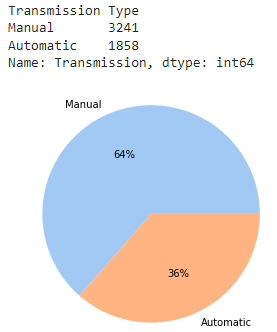 Transmission Type
Manual 3241
Automatic 1858
Name: Transmission, dtype: int64
Manual
64%
36%
Automatic